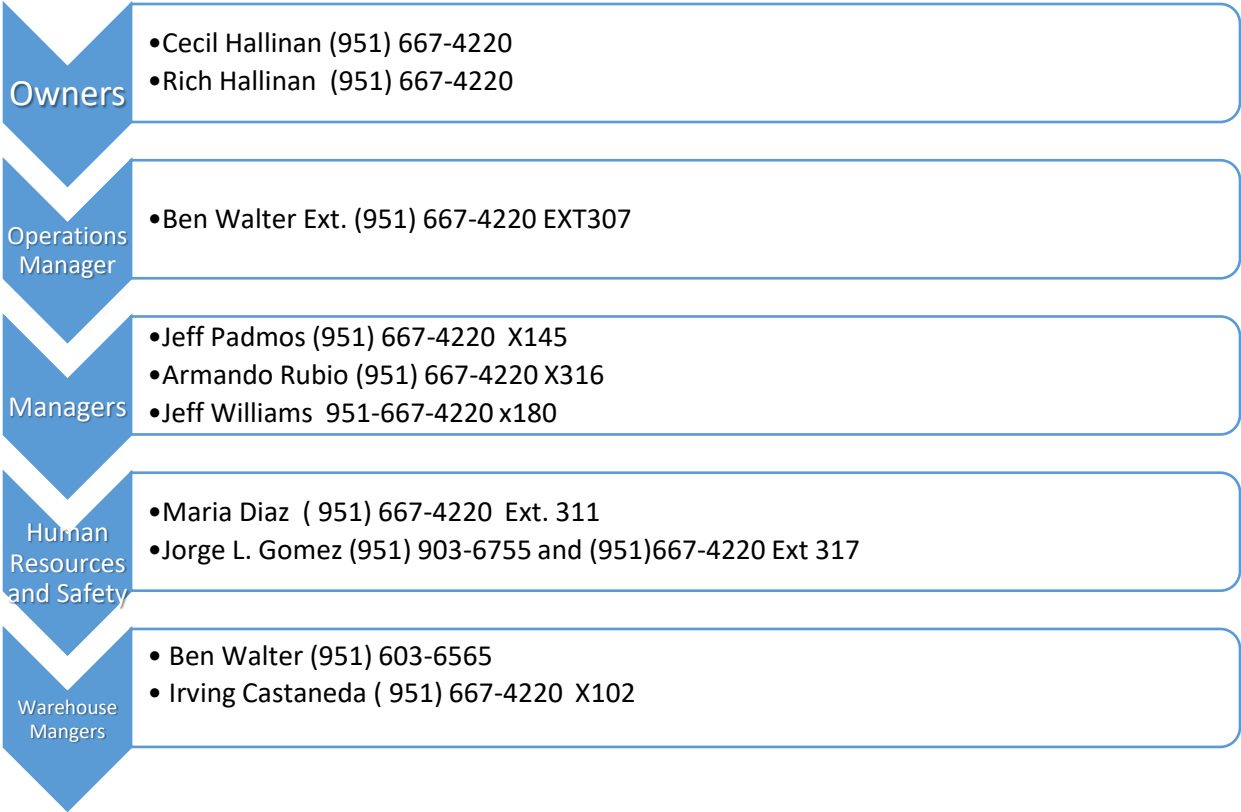 Owners
•Cecil Hallinan (951) 667-4220
•Rich Hallinan (951) 667-4220
Operations
Manager
•Ben Walter Ext. (951) 667-4220 EXT307
Managers
•Jeff Padmos (951) 667-4220 X145
•Armando Rubio (951) 667-4220 X316
•Jeff Williams 951-667-4220 x180
Human
Resources
and Safety
•Maria Diaz ( 951) 667-4220 Ext. 311
•Jorge L. Gomez (951) 903-6755 and (951)667-4220 Ext 317
Warehouse
Mangers
• Ben Walter (951) 603-6565
• Irving Castaneda ( 951) 667-4220 X102